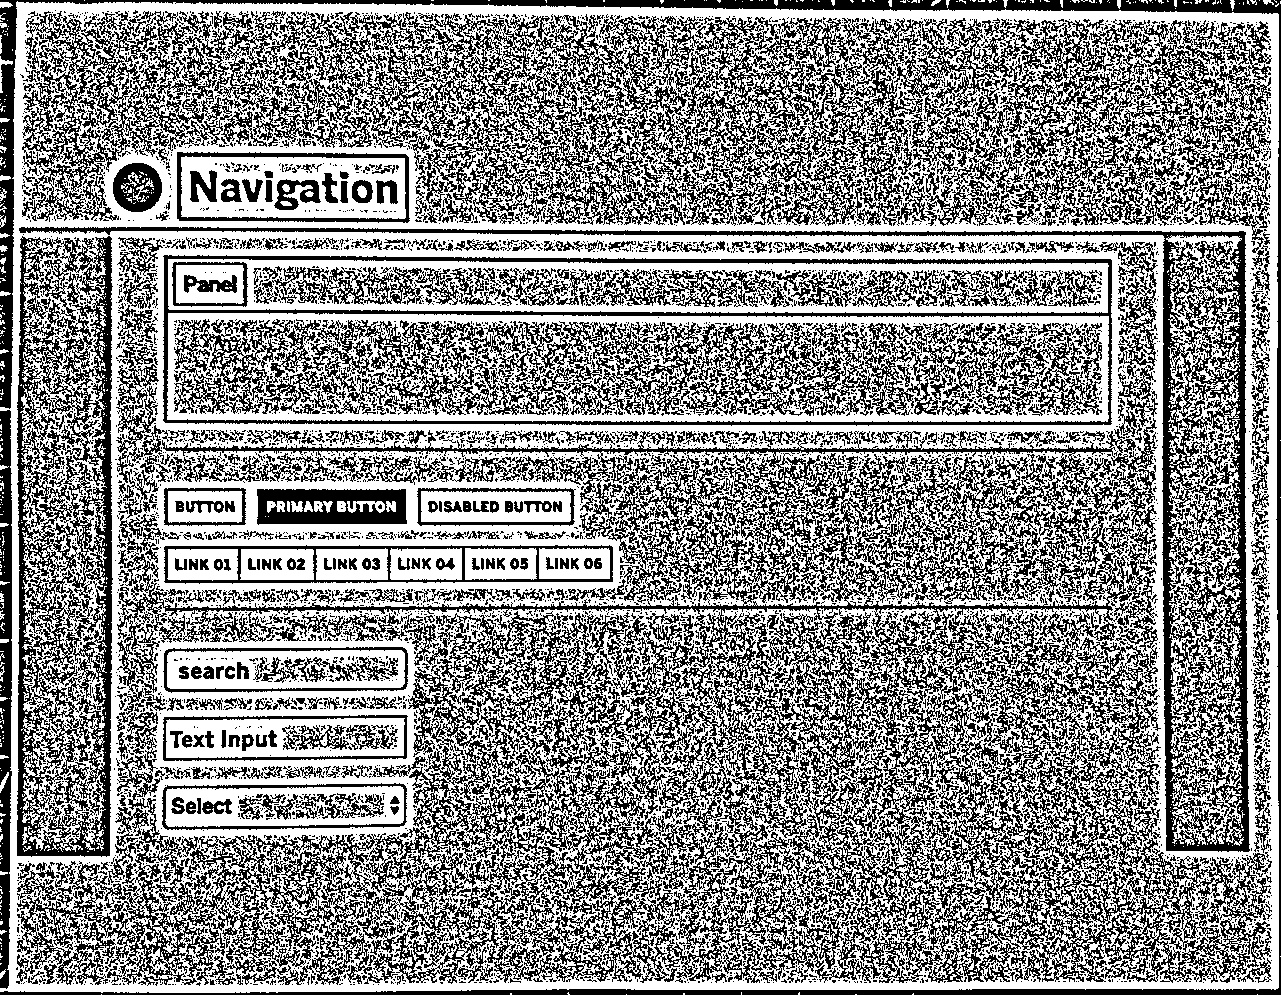 Navigation
Panel
BUTTON PRIMARY BUTTON DISABLED BUTTON
LINK 01 LINK 02 LINK 03 LINK 04 LINK 05 LINK 06
search
Text Input
Select